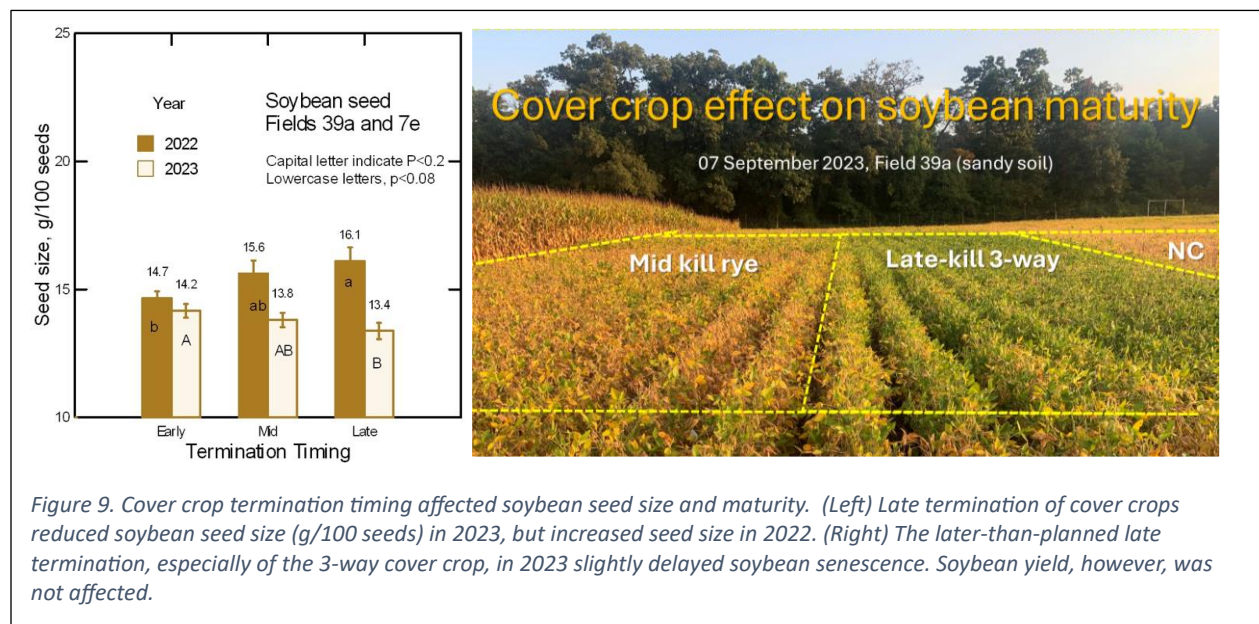 25
20
15
10
Seed size, g/100 seeds
Year
2022
2023
Soybean seed
Fields 39a and 7e
Capital letter indicate P<0.2
Lowercase letters, p<0.08
14.7
14.2
15.6
13.8
16.1
13.4
b
A
ab
AB
a
B
Early
Mid
Late
Termination Timing
Cover crop effect on soybean maturity
07 September 2023, Field 39a (sandy soil)
Mid kill rye
Late-kill 3-way
NC
Figure 9. Cover crop termination timing affected soybean seed size and maturity. (Left) Late termination of cover crops
reduced soybean seed size (g/100 seeds) in 2023, but increased seed size in 2022. (Right) The later-than-planned late
termination, especially of the 3-way cover crop, in 2023 slightly delayed soybean senescence. Soybean yield, however, was
not affected.